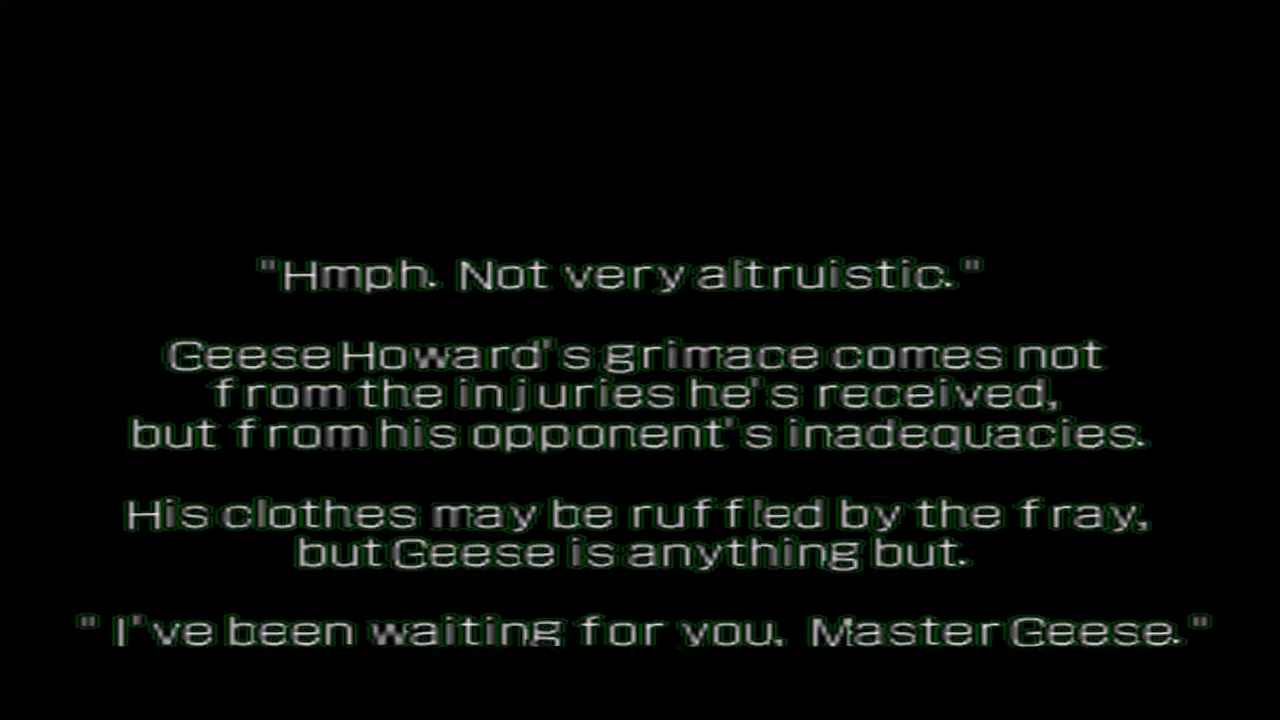 "Hmph. Not very altruistic."
Geese Howard's grimace comes not
from the injuries he's received,
but from his opponent's inadequacies.
His clothes may be ruffled by the fray,
but Geese is anything but.
"I've been waiting for you, Master Geese."